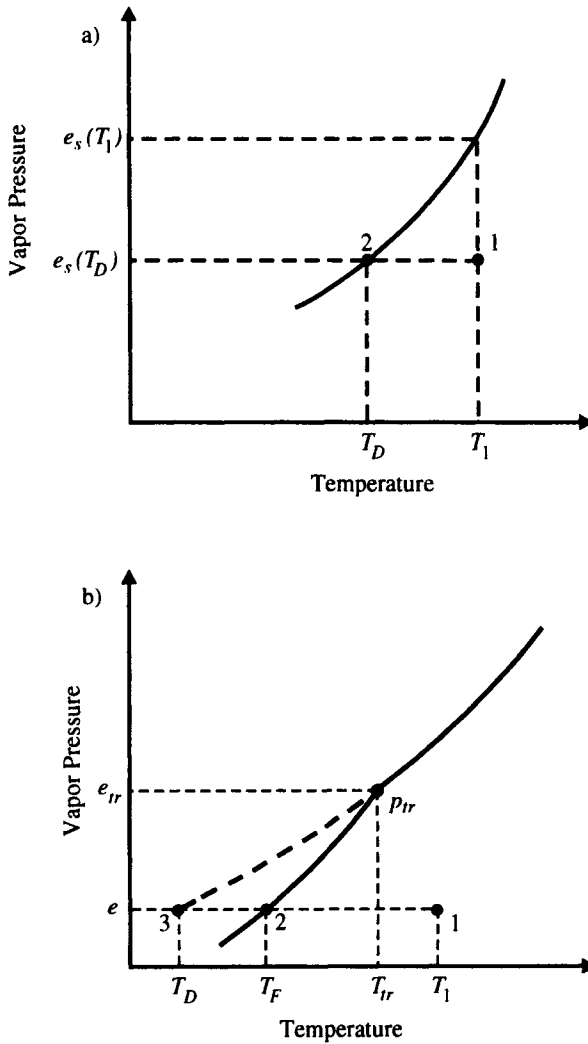 a)
Vapor Pressure
e_s(T_1)
e_s(T_D)
2
1
T_D
T_1
Temperature
b)
Vapor Pressure
e_tr
p_tr
e
3
2
1
T_D
T_F
T_tr
T_1
Temperature